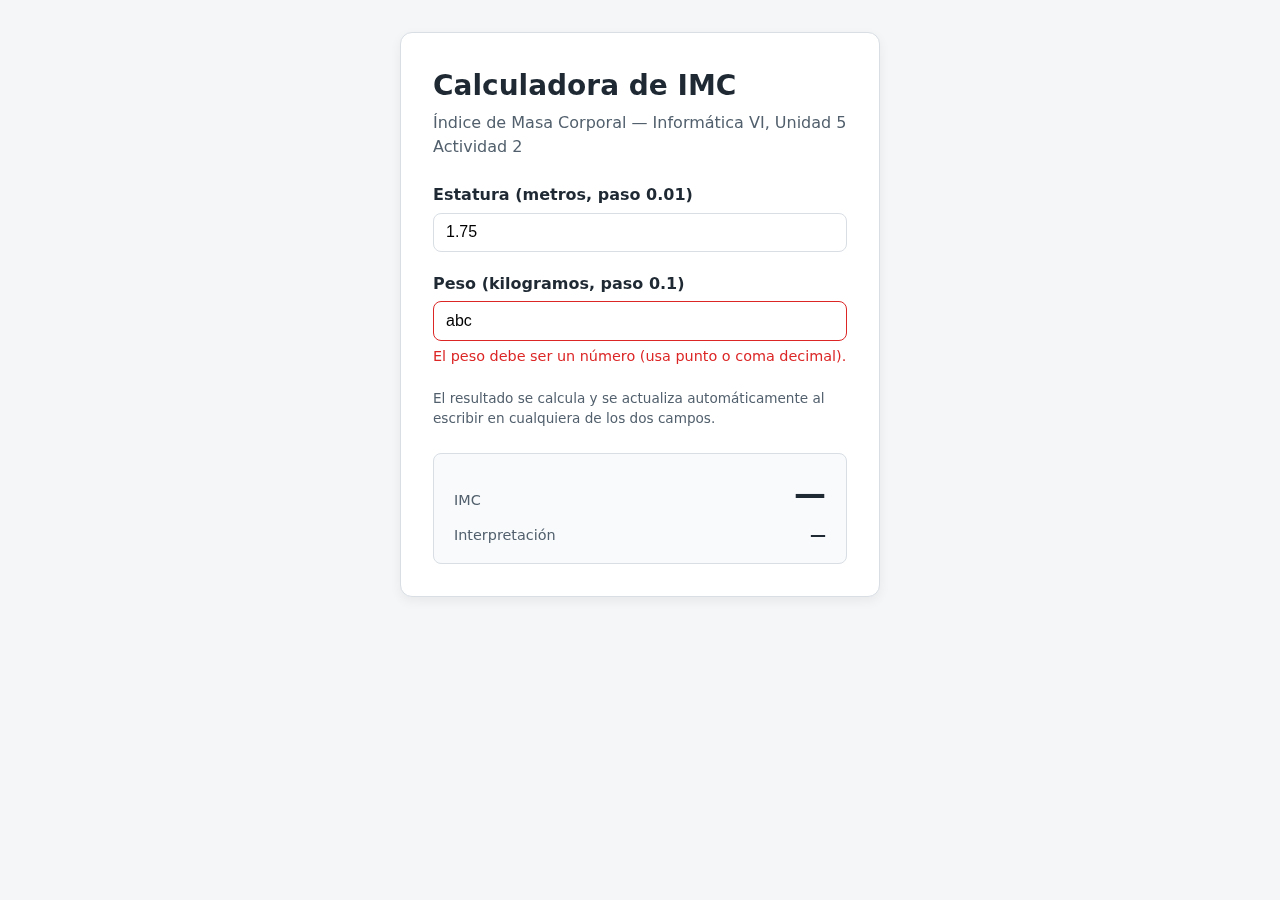 Calculadora de IMC
Índice de Masa Corporal — Informática VI, Unidad 5
Actividad 2
Estatura (metros, paso 0.01)
1.75
Peso (kilogramos, paso 0.1)
abc
El peso debe ser un número (usa punto o coma decimal).
El resultado se calcula y se actualiza automáticamente al
escribir en cualquiera de los dos campos.
IMC —
Interpretación —